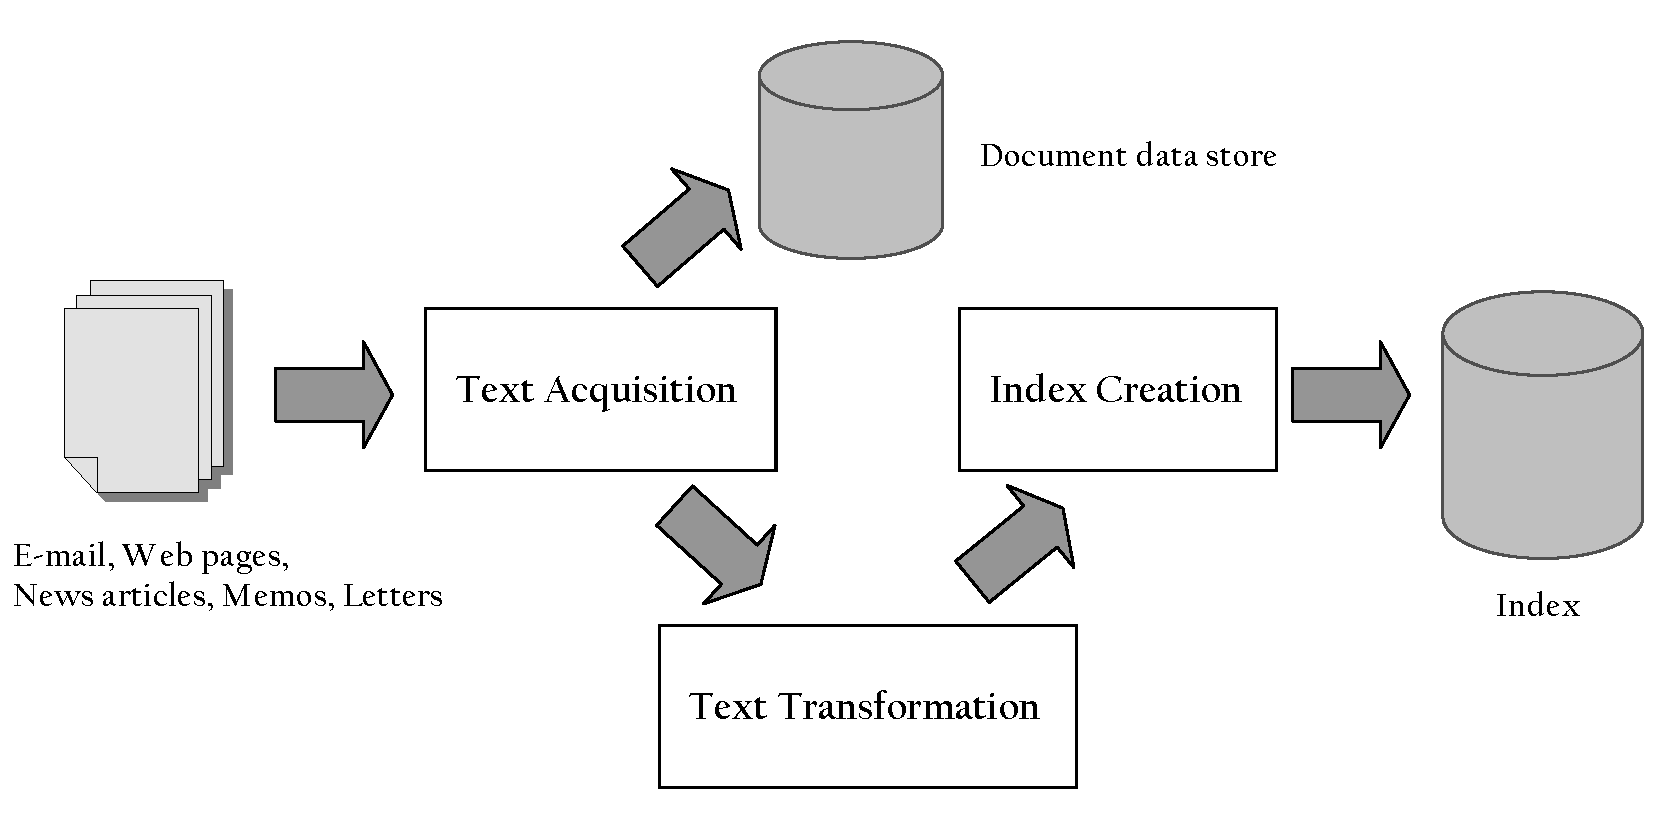 Document data store
Text Acquisition
Index Creation
E-mail, Web pages,
News articles, Memos, Letters
Index
Text Transformation